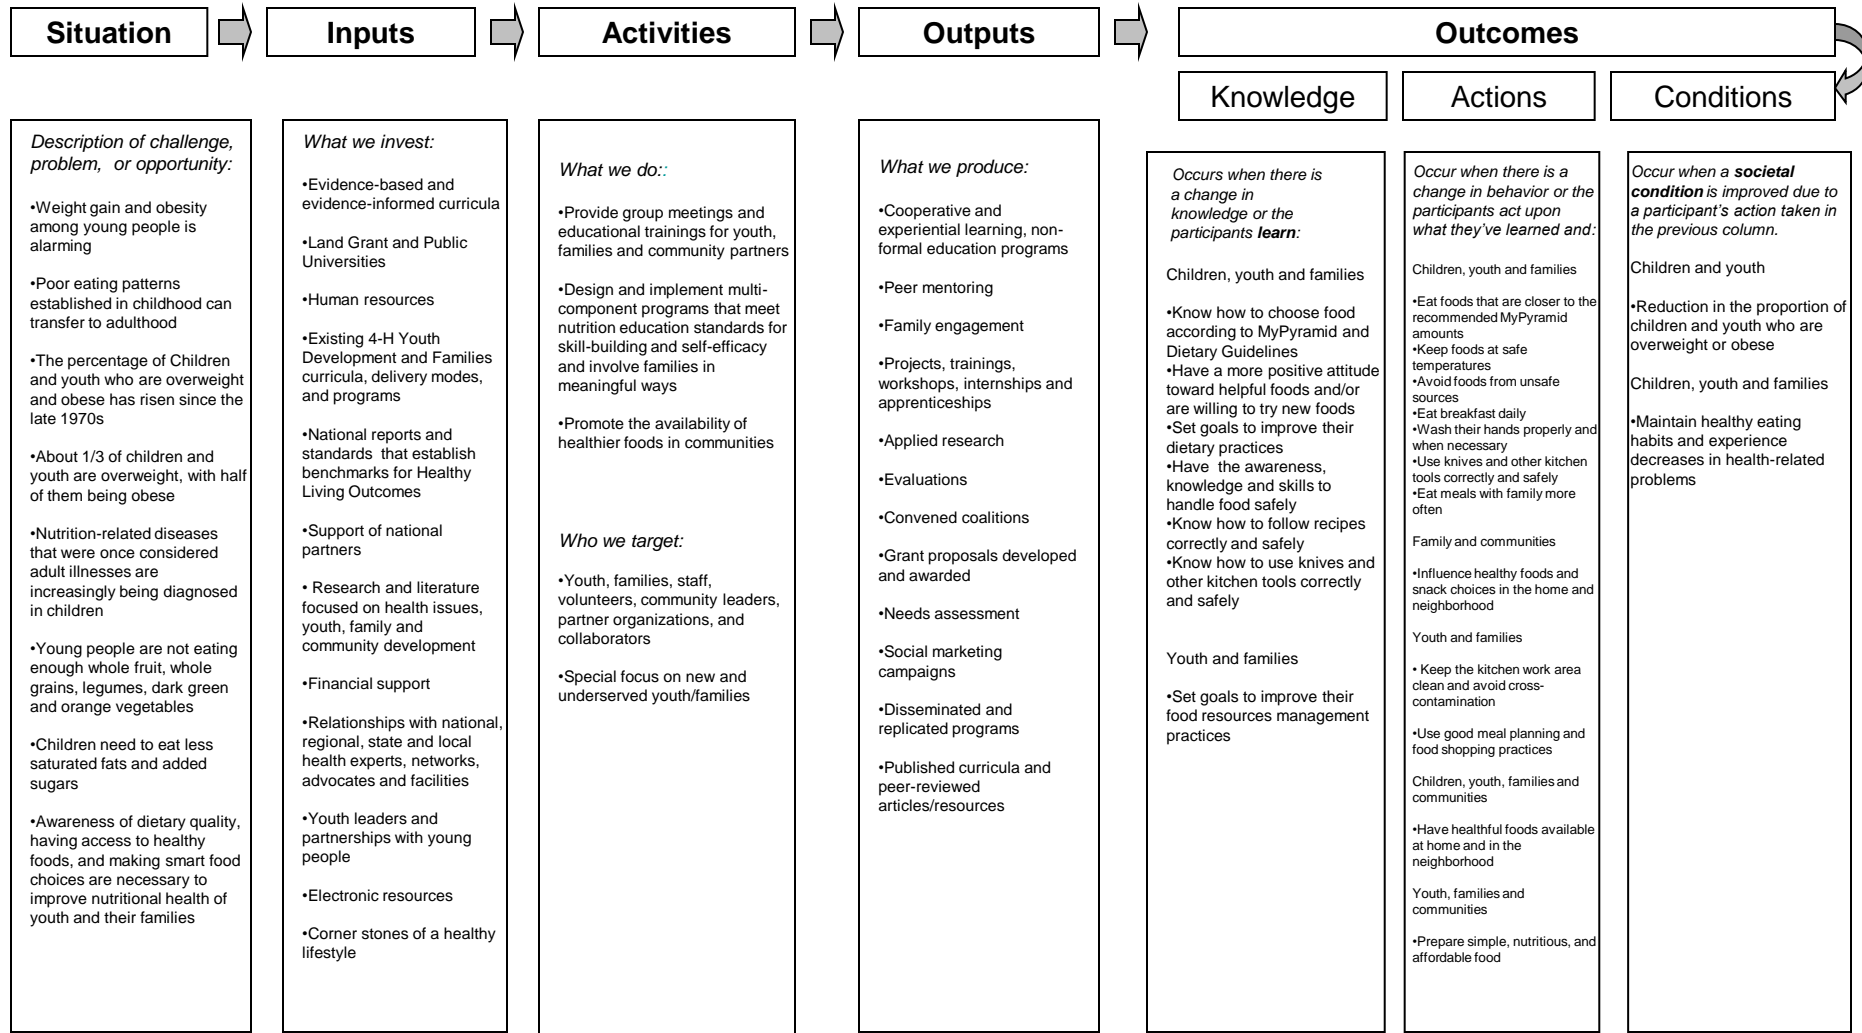 Situation
Inputs
Activities
Outputs
Outcomes
Knowledge
Actions
Conditions
Description of challenge,
problem, or opportunity:
•Weight gain and obesity
among young people is
alarming
•Poor eating patterns
established in childhood can
transfer to adulthood
•The percentage of Children
and youth who are overweight
and obese has risen since the
late 1970s
•About 1/3 of children and
youth are overweight, with half
of them being obese
•Nutrition-related diseases
that were once considered
adult illnesses are
increasingly being diagnosed
in children
•Young people are not eating
enough whole fruit, whole
grains, legumes, dark green
and orange vegetables
•Children need to eat less
saturated fats and added
sugars
•Awareness of dietary quality,
having access to healthy
foods, and making smart food
choices are necessary to
improve nutritional health of
youth and their families
What we invest:
•Evidence-based and
evidence-informed curricula
•Land Grant and Public
Universities
•Human resources
•Existing 4-H Youth
Development and Families
curricula, delivery modes,
and programs
•National reports and
standards that establish
benchmarks for Healthy
Living Outcomes
•Support of national
partners
• Research and literature
focused on health issues,
youth, family and
community development
•Financial support
•Relationships with national,
regional, state and local
health experts, networks,
advocates and facilities
•Youth leaders and
partnerships with young
people
•Electronic resources
•Corner stones of a healthy
lifestyle
What we do::
•Provide group meetings and
educational trainings for youth,
families and community partners
•Design and implement multi-
component programs that meet
nutrition education standards for
skill-building and self-efficacy
and involve families in
meaningful ways
•Promote the availability of
healthier foods in communities
Who we target:
•Youth, families, staff,
volunteers, community leaders,
partner organizations, and
collaborators
•Special focus on new and
underserved youth/families
What we produce:
•Cooperative and
experiential learning, non-
formal education programs
•Peer mentoring
•Family engagement
•Projects, trainings,
workshops, internships and
apprenticeships
•Applied research
•Evaluations
•Convened coalitions
•Grant proposals developed
and awarded
•Needs assessment
•Social marketing
campaigns
•Disseminated and
replicated programs
•Published curricula and
peer-reviewed
articles/resources
Occurs when there is
a change in
knowledge or the
participants learn:
Children, youth and families
•Know how to choose food
according to MyPyramid and
Dietary Guidelines
•Have a more positive attitude
toward helpful foods and/or
are willing to try new foods
•Set goals to improve their
dietary practices
•Have the awareness,
knowledge and skills to
handle food safely
•Know how to follow recipes
correctly and safely
•Know how to use knives and
other kitchen tools correctly
and safely
Youth and families
•Set goals to improve their
food resources management
practices
Occur when there is a
change in behavior or the
participants act upon
what they've learned and:
Children, youth and families
•Eat foods that are closer to the
recommended MyPyramid
amounts
•Keep foods at safe
temperatures
•Avoid foods from unsafe
sources
•Eat breakfast daily
•Wash their hands properly and
when necessary
•Use knives and other kitchen
tools correctly and safely
•Eat meals with family more
often
Family and communities
•Influence healthy foods and
snack choices in the home and
neighborhood
Youth and families
• Keep the kitchen work area
clean and avoid cross-
contamination
•Use good meal planning and
food shopping practices
Children, youth, families and
communities
•Have healthful foods available
at home and in the
neighborhood
Youth, families and
communities
•Prepare simple, nutritious, and
affordable food
Occur when a societal
condition is improved due to
a participant's action taken in
the previous column.
Children and youth
•Reduction in the proportion of
children and youth who are
overweight or obese
Children, youth and families
•Maintain healthy eating
habits and experience
decreases in health-related
problems